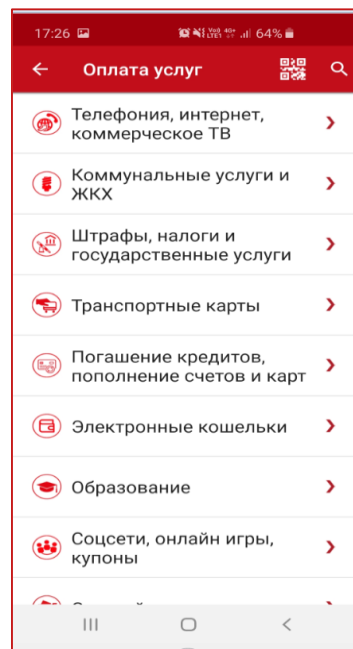 17:26 64%
Оплата услуг
Телефония, интернет,
коммерческое ТВ
Коммунальные услуги и
ЖКХ
Штрафы, налоги и
государственные услуги
Транспортные карты
Погашение кредитов,
пополнение счетов и карт
Электронные кошельки
Образование
Соцсети, онлайн игры,
купоны